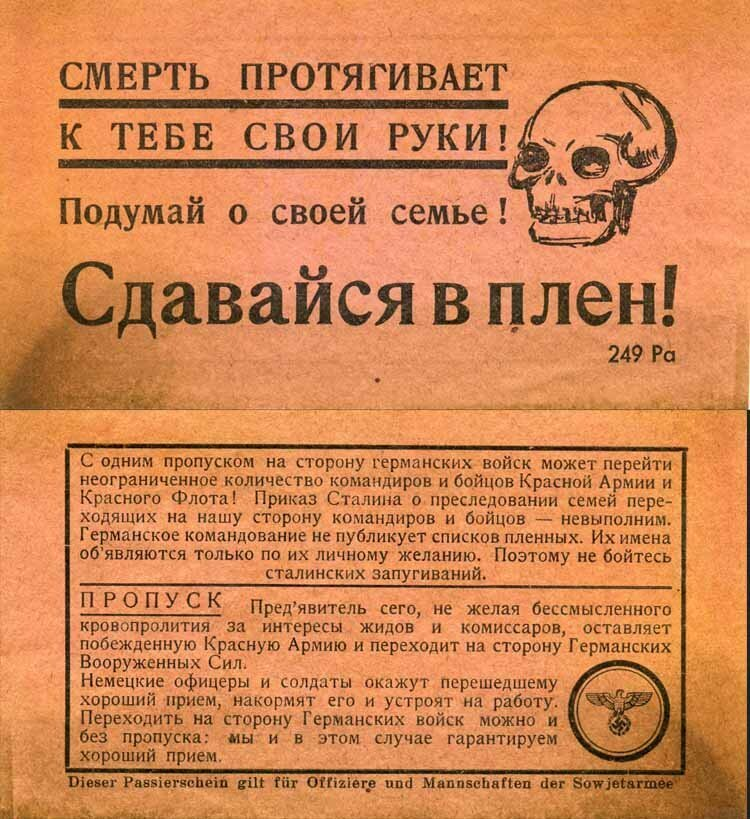 СМЕРТЬ ПРОТЯГИВАЕТ
К ТЕБЕ СВОИ РУКИ!
Подумай о своей семье!
Сдавайся в плен!
249 Ра
С одним пропуском на сторону германских войск может перейти
неограниченное количество командиров и бойцов Красной Армии и
Красного Флота! Приказ Сталина о преследовании семей пере-
ходящих на нашу сторону командиров и бойцов — невыполним.
Германское командование не публикует списков пленных. Их имена
об'являются только по их личному желанию. Поэтому не бойтесь
сталинских запугиваний.
ПРОПУСК Пред'явитель сего, не желая бессмысленного
кровопролития за интересы жидов и комиссаров, оставляет
побежденную Красную Армию и переходит на сторону Германских
Вооруженных Сил.
Немецкие офицеры и солдаты окажут перешедшему
хороший прием, накормят его и устроят на работу.
Переходить на сторону Германских войск можно и
без пропуска: мы и в этом случае гарантируем
хороший прием.
Dieser Passierschein gilt für Offiziere und Mannschaften der Sowjetarmee